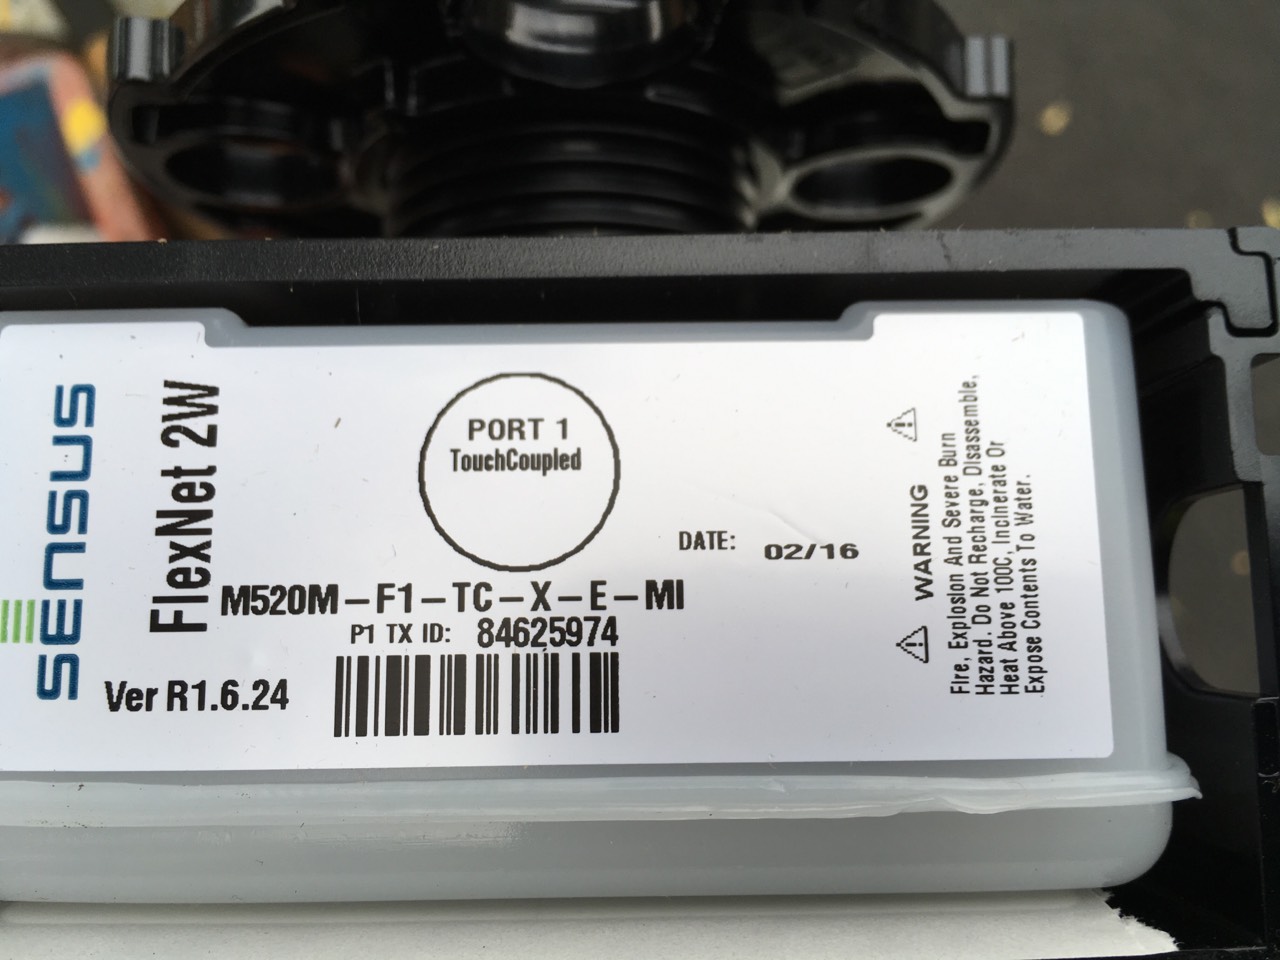 SENSUS
FlexNet 2W
PORT 1
TouchCoupled
DATE: 02/16
M520M-F1-TC-X-E-MI
P1 TX ID: 84625974
Ver R1.6.24
WARNING
Fire, Explosion And Severe Burn
Hazard. Do Not Recharge, Disassemble,
Heat Above 100C, Incinerate Or
Expose Contents To Water.